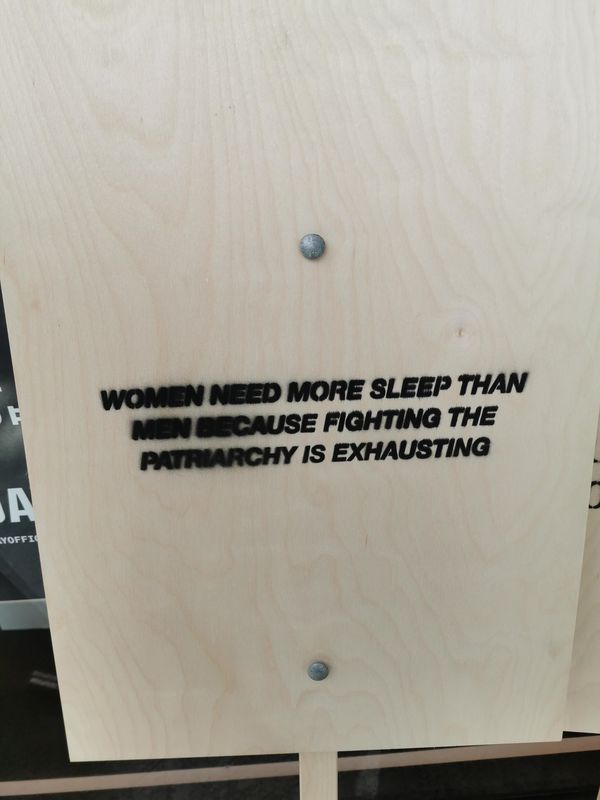 WOMEN NEED MORE SLEEP THAN
MEN BECAUSE FIGHTING THE
PATRIARCHY IS EXHAUSTING